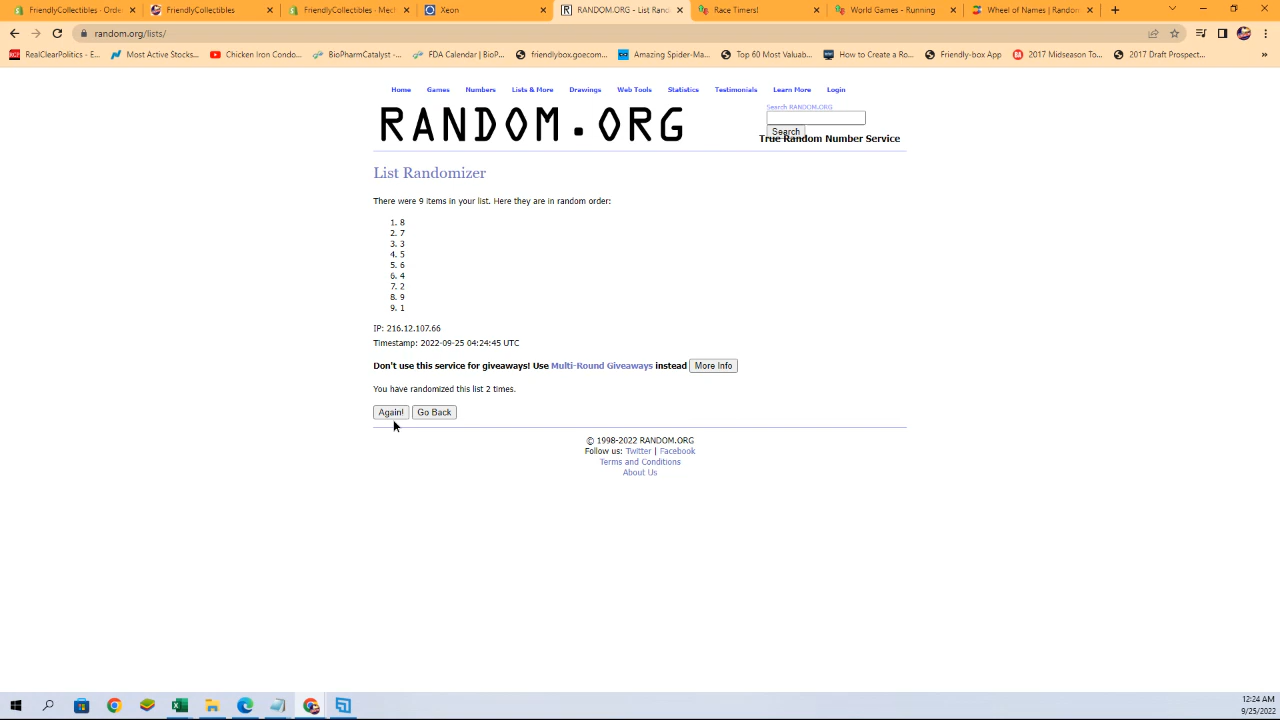 FriendlyCollectibles - Order
FriendlyCollectibles
FriendlyCollectibles - Mech
Xeon
RANDOM.ORG - List Rand
Race Timers!
World Games - Running
Wheel of Names | Random
random.org/lists/
RealClearPolitics - E...
Most Active Stocks...
Chicken Iron Condo...
BioPharmCatalyst -...
FDA Calendar | BioP...
friendlybox.goecom...
Amazing Spider-Ma...
Top 60 Most Valuab...
How to Create a Ro...
Friendly-box App
2017 Midseason To...
2017 Draft Prospect...
»
Home Games Numbers Lists & More Drawings Web Tools Statistics Testimonials Learn More Login
RANDOM.ORG
Search RANDOM.ORG
Search
True Random Number Service
List Randomizer
There were 9 items in your list. Here they are in random order:
1. 8
2. 7
3. 3
4. 5
5. 6
6. 4
7. 2
8. 9
9. 1
IP: 216.12.107.66
Timestamp: 2022-09-25 04:24:45 UTC
Don't use this service for giveaways! Use Multi-Round Giveaways instead More Info
You have randomized this list 2 times.
Again! Go Back
© 1998-2022 RANDOM.ORG
Follow us: Twitter | Facebook
Terms and Conditions
About Us
12:24 AM
9/25/2022